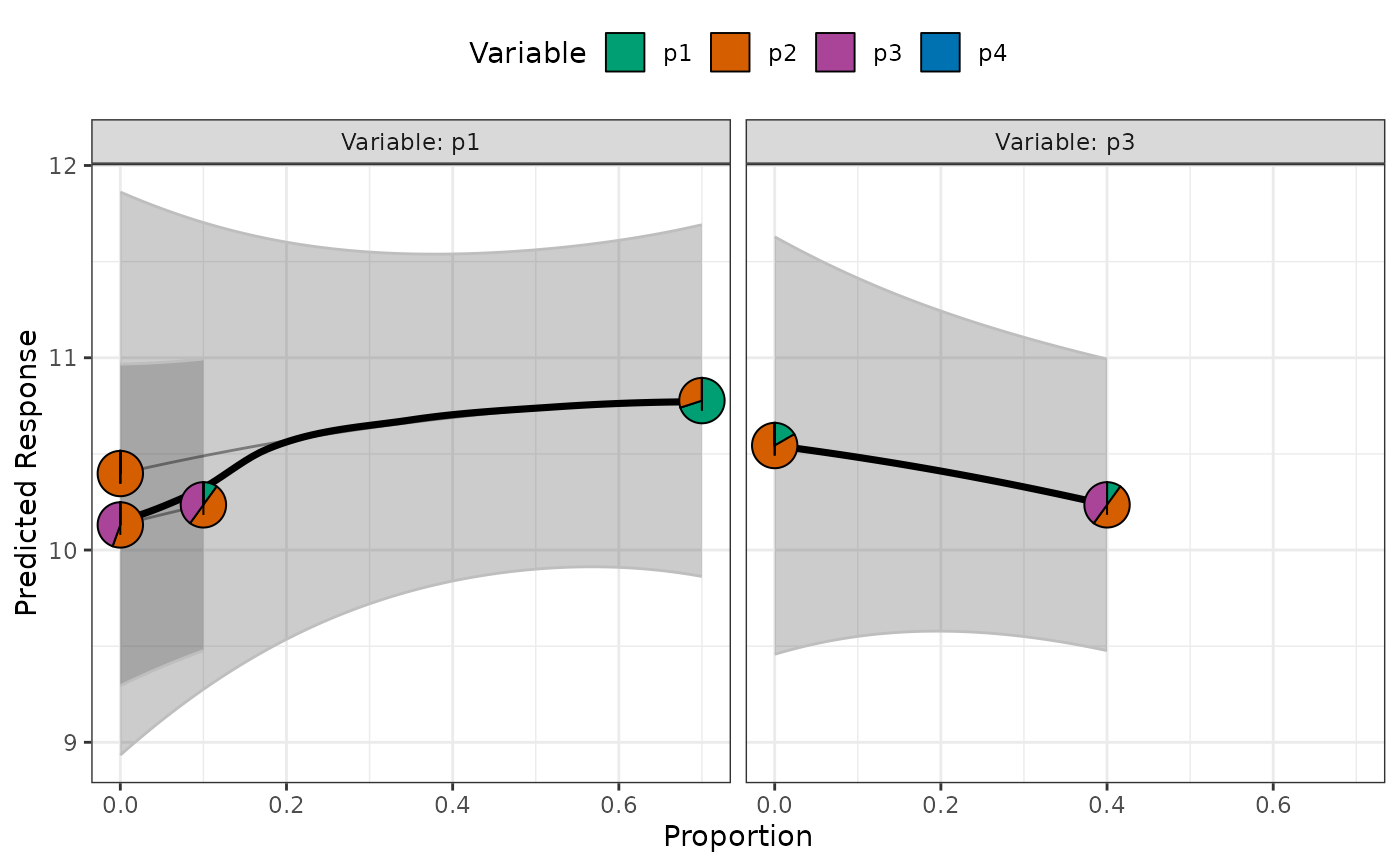 Variable p1 p2 p3 p4
Variable: p1 Variable: p3
12
11
10
9
Predicted Response
0.0 0.2 0.4 0.6 0.0 0.2 0.4 0.6
Proportion